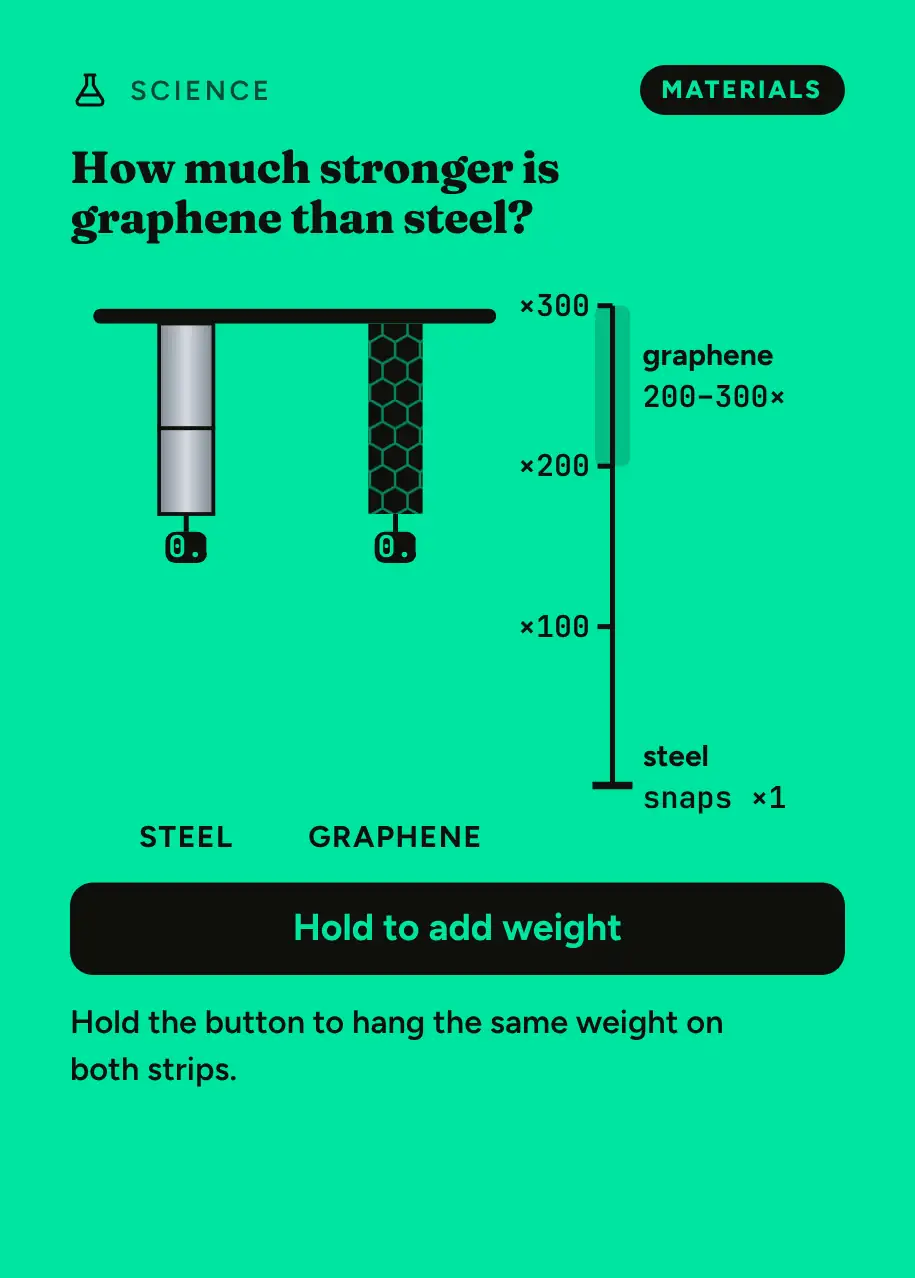 SCIENCE
MATERIALS
How much stronger is
graphene than steel?
×300
graphene
200–300×
×200
0.
0.
×100
steel
snaps ×1
STEEL
GRAPHENE
Hold to add weight
Hold the button to hang the same weight on
both strips.